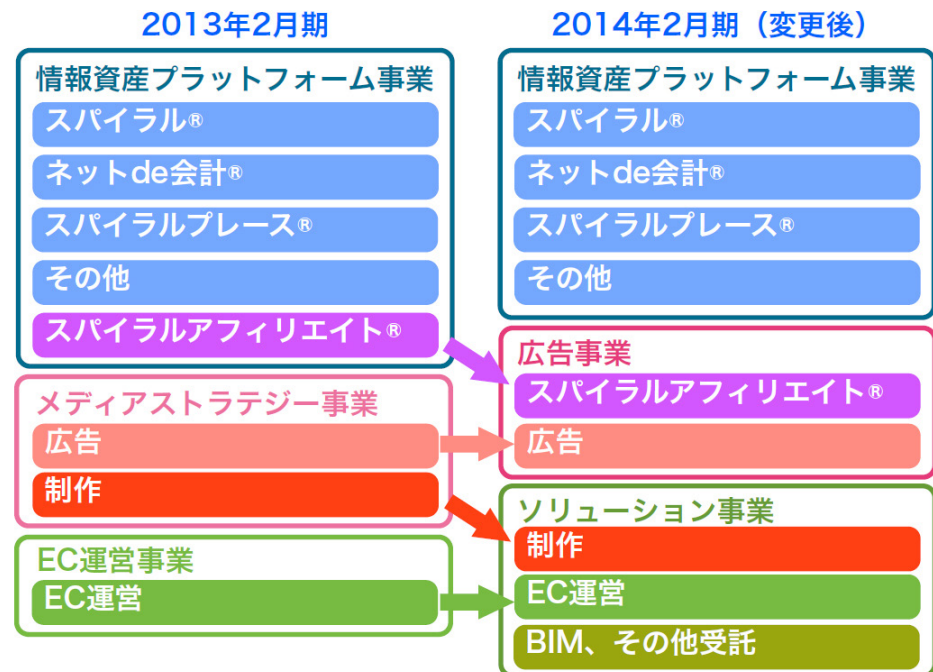 2013年2月期
情報資産プラットフォーム事業
スパイラル®
ネットde会計®
スパイラルプレース®
その他
スパイラルアフィリエイト®
メディアストラテジー事業
広告
制作
EC運営事業
EC運営
2014年2月期（変更後）
情報資産プラットフォーム事業
スパイラル®
ネットde会計®
スパイラルプレース®
その他
広告事業
スパイラルアフィリエイト®
広告
ソリューション事業
制作
EC運営
BIM、その他受託